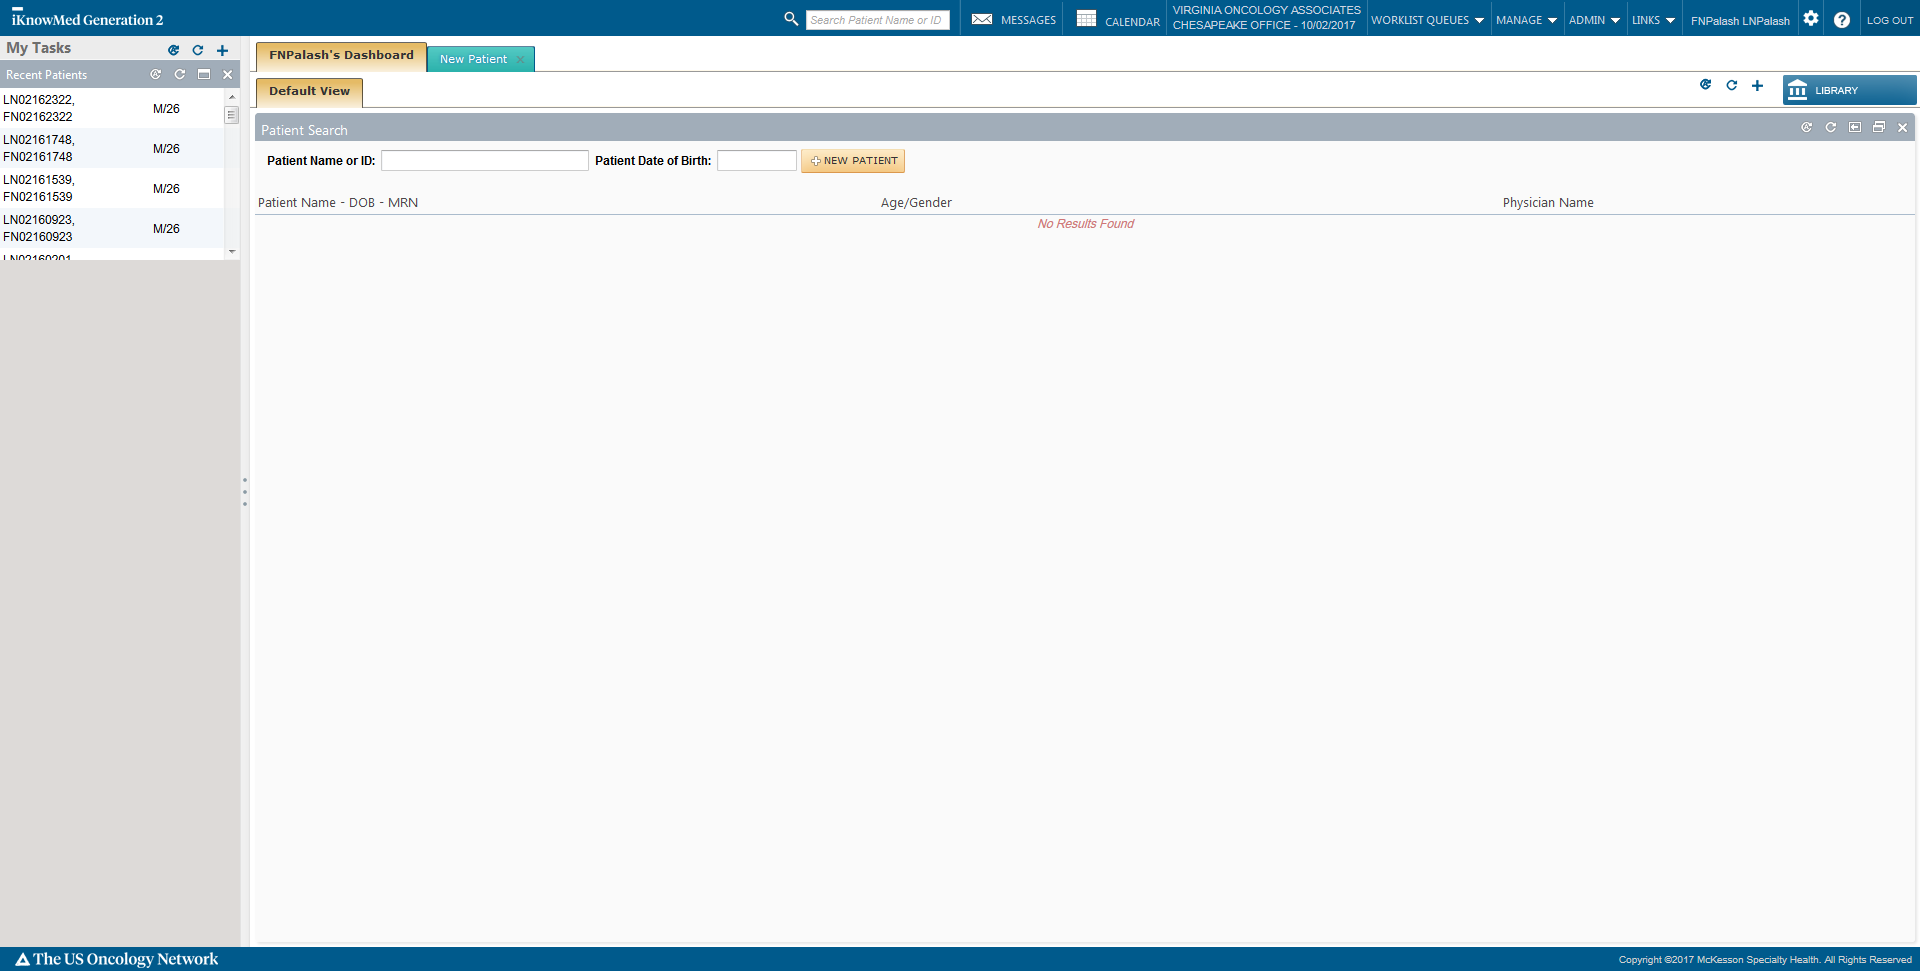 iKnowMed Generation 2
Search Patient Name or ID
MESSAGES
CALENDAR
VIRGINIA ONCOLOGY ASSOCIATES
CHESAPEAKE OFFICE - 10/02/2017
WORKLIST QUEUES
MANAGE
ADMIN
LINKS
FNPalash LNPalash
LOG OUT
My Tasks
Recent Patients
LN02162322,
FN02162322
M/26
LN02161748,
FN02161748
M/26
LN02161539,
FN02161539
M/26
LN02160923,
FN02160923
M/26
LN02160201
FNPalash's Dashboard
New Patient
Default View
LIBRARY
Patient Search
Patient Name or ID:
Patient Date of Birth:
NEW PATIENT
Patient Name - DOB - MRN
Age/Gender
Physician Name
No Results Found
The US Oncology Network
Copyright ©2017 McKesson Specialty Health. All Rights Reserved